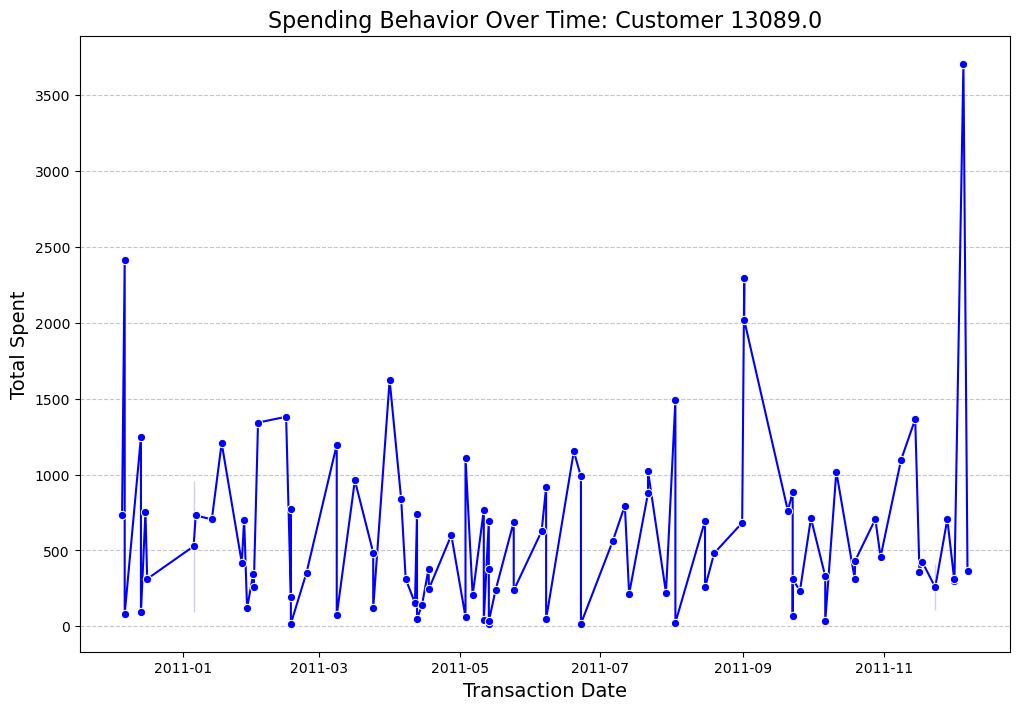 Spending Behavior Over Time: Customer 13089.0
Total Spent
3500
3000
2500
2000
1500
1000
500
0
2011-01 2011-03 2011-05 2011-07 2011-09 2011-11
Transaction Date